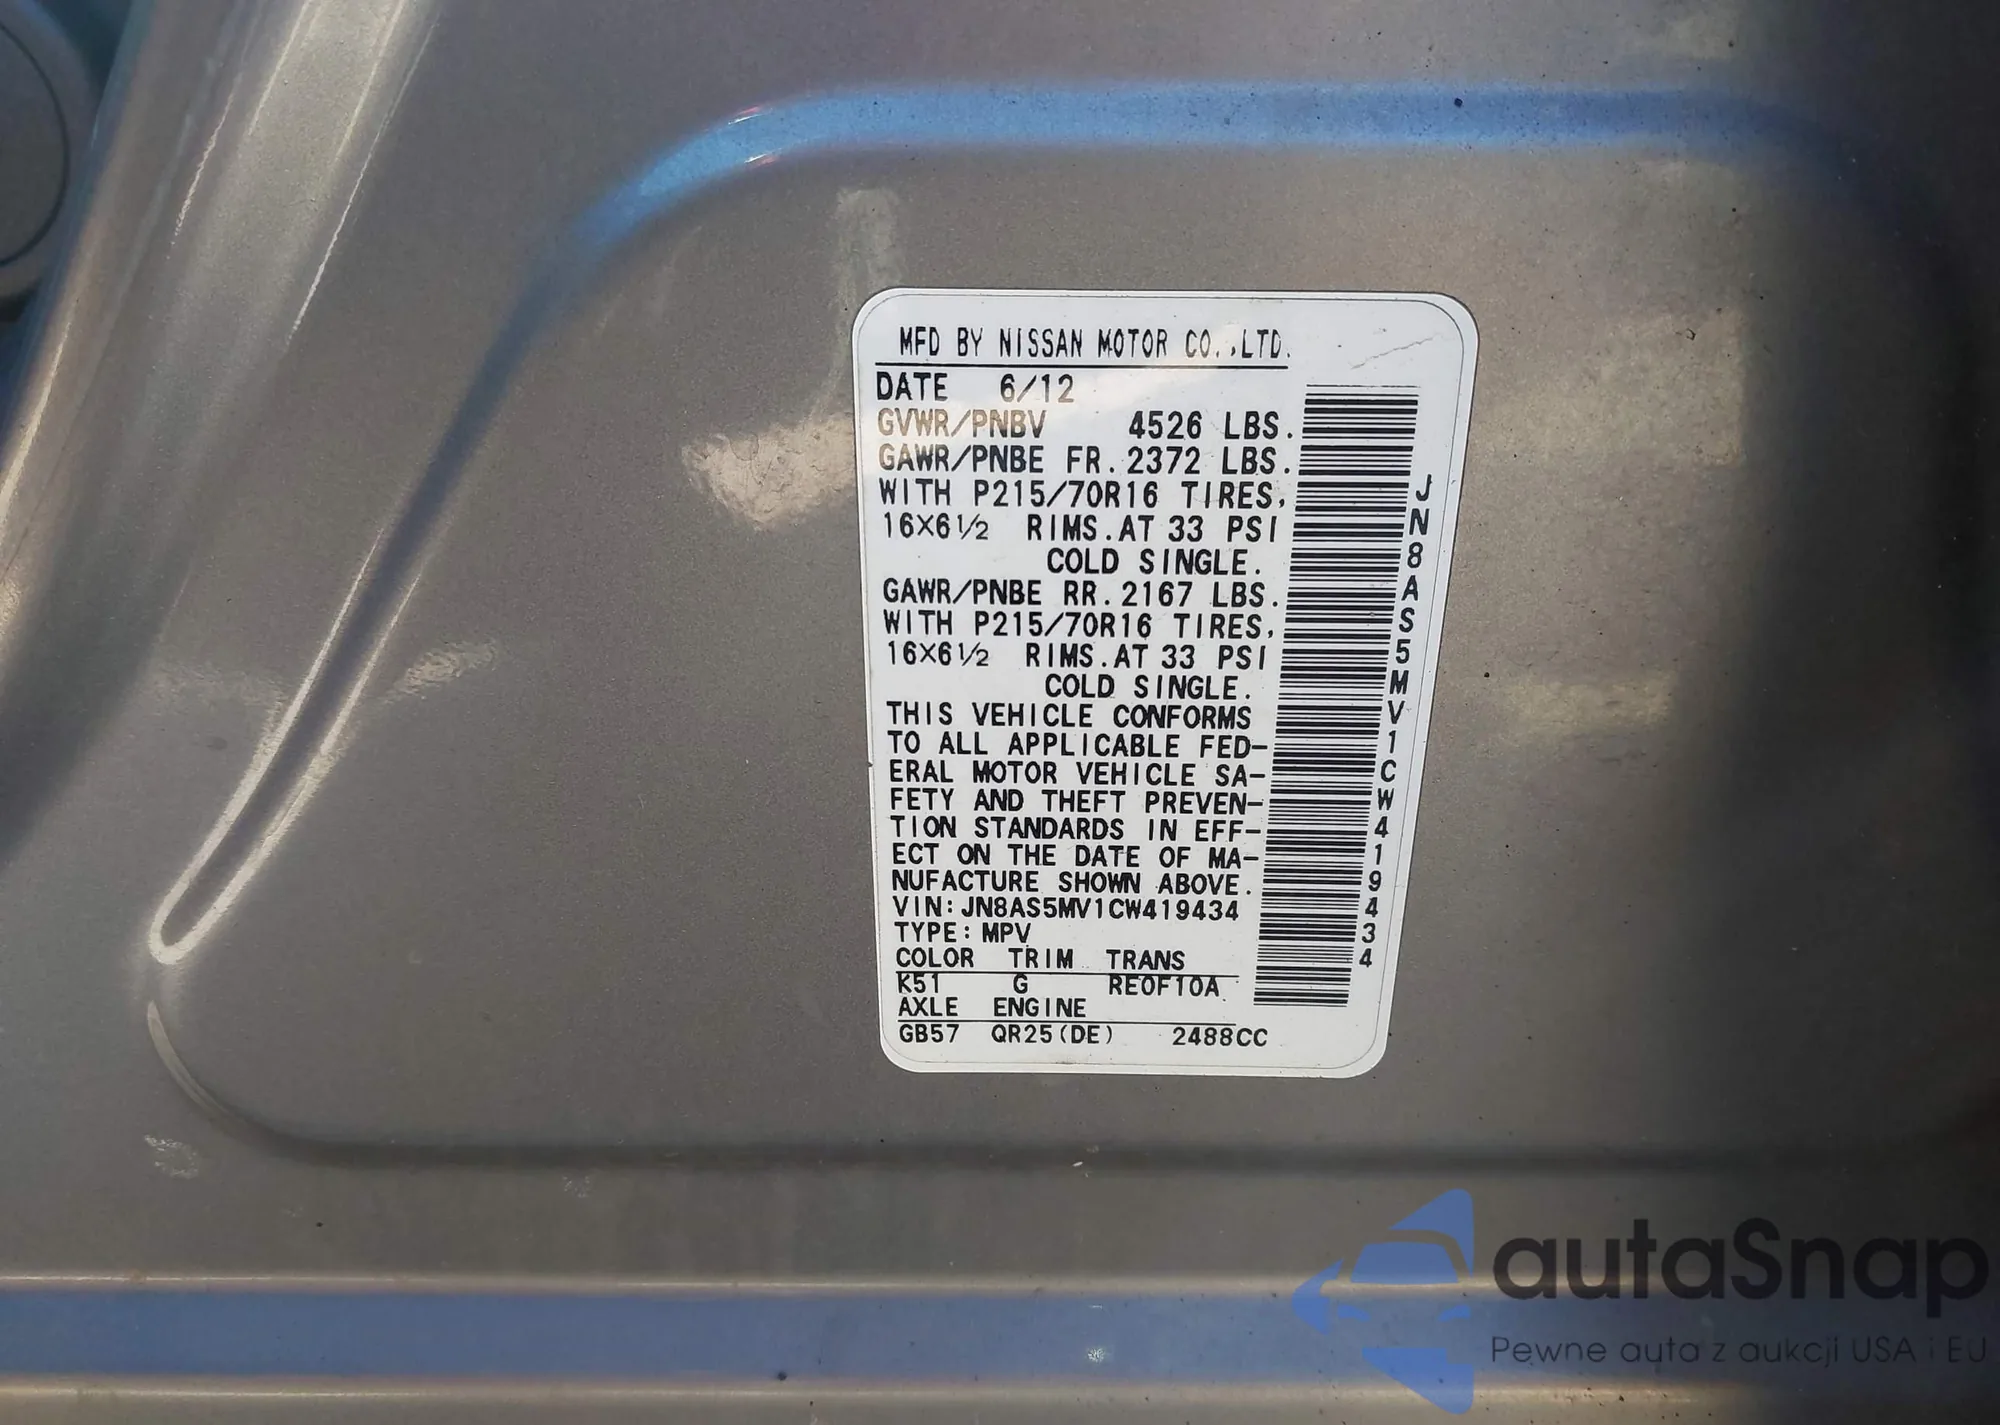 MFD BY NISSAN MOTOR CO.,LTD.
DATE 6/12
GVWR/PNBV 4526 LBS.
GAWR/PNBE FR.2372 LBS.
WITH P215/70R16 TIRES,
16X6½ RIMS.AT 33 PSI
COLD SINGLE.
GAWR/PNBE RR.2167 LBS.
WITH P215/70R16 TIRES,
16X6½ RIMS.AT 33 PSI
COLD SINGLE.
THIS VEHICLE CONFORMS
TO ALL APPLICABLE FED-
ERAL MOTOR VEHICLE SA-
FETY AND THEFT PREVEN-
TION STANDARDS IN EFF-
ECT ON THE DATE OF MA-
NUFACTURE SHOWN ABOVE.
VIN:JN8AS5MV1CW419434
TYPE:MPV
COLOR TRIM TRANS
K51 G RE0F10A
AXLE ENGINE
GB57 QR25(DE) 2488CC
JN8AS5MV1CW419434
autaSnap
Pewne auta z aukcji USA i EU